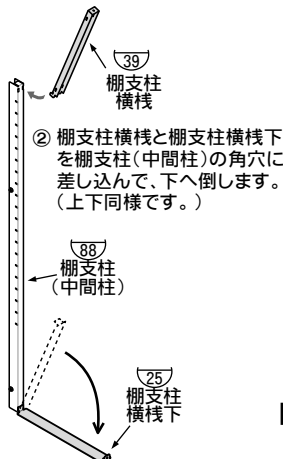 39
棚支柱
横桟
② 棚支柱横桟と棚支柱横桟下
を棚支柱(中間柱)の角穴に
差し込んで、下へ倒します。
(上下同様です。)
88
棚支柱
(中間柱)
25
棚支柱
横桟下